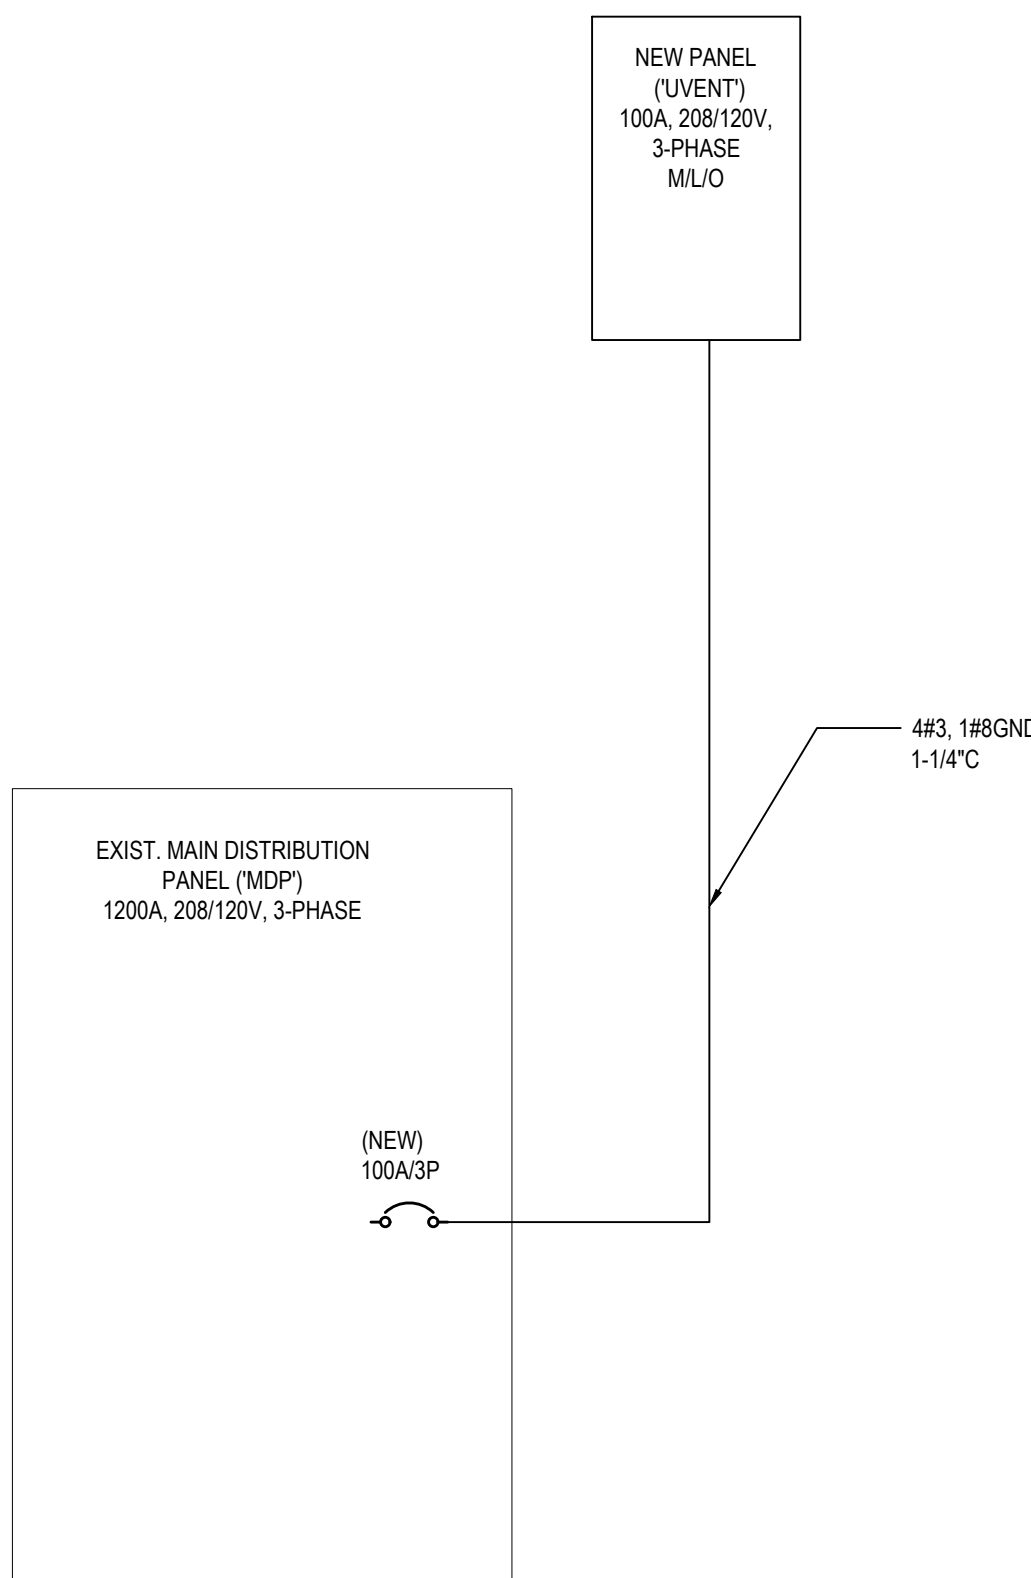 NEW PANEL
('UVENT')
100A, 208/120V,
3-PHASE
M/L/O
4#3, 1#8GND
1-1/4"C
EXIST. MAIN DISTRIBUTION
PANEL ('MDP')
1200A, 208/120V, 3-PHASE
(NEW)
100A/3P